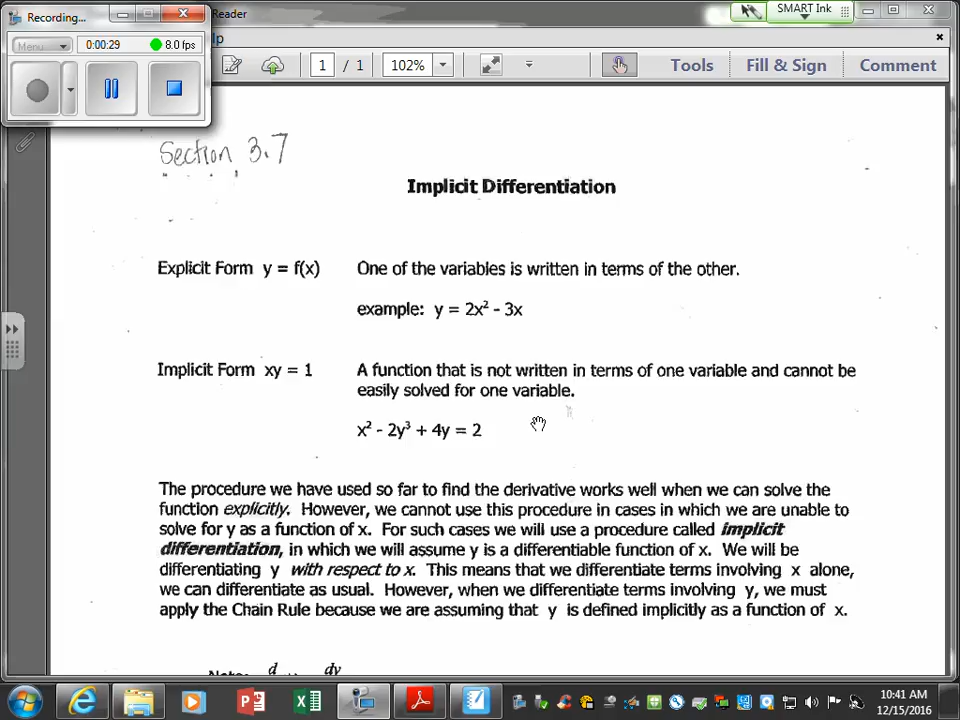 Recording...
Reader
SMART Ink
Menu
0:00:29
8.0 fps
1 / 1
102%
Tools
Fill & Sign
Comment
Section 3.7
Implicit Differentiation
Explicit Form y = f(x) One of the variables is written in terms of the other.
example: y = 2x² - 3x
Implicit Form xy = 1 A function that is not written in terms of one variable and cannot be
easily solved for one variable.
x² - 2y³ + 4y = 2
The procedure we have used so far to find the derivative works well when we can solve the
function explicitly. However, we cannot use this procedure in cases in which we are unable to
solve for y as a function of x. For such cases we will use a procedure called implicit
differentiation, in which we will assume y is a differentiable function of x. We will be
differentiating y with respect to x. This means that we differentiate terms involving x alone,
we can differentiate as usual. However, when we differentiate terms involving y, we must
apply the Chain Rule because we are assuming that y is defined implicitly as a function of x.
10:41 AM
12/15/2016